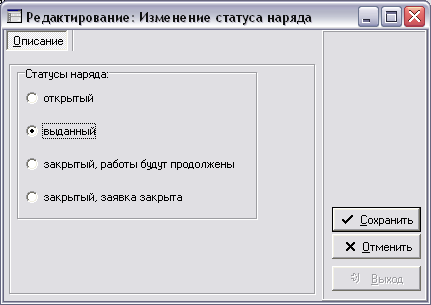 Редактирование: Изменение статуса наряда
Описание
Статусы наряда:
открытый
выданный
закрытый, работы будут продолжены
закрытый, заявка закрыта
Сохранить
Отменить
Выход